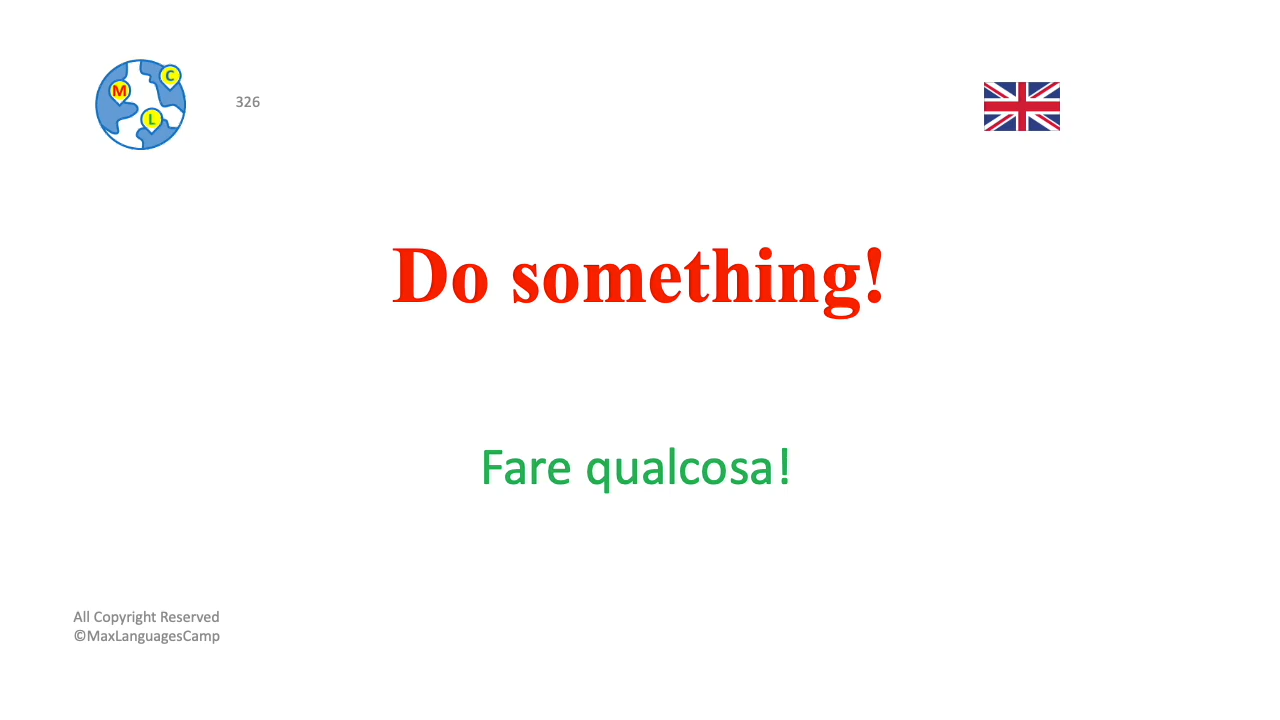 C
M
L
326
Do something!
Fare qualcosa!
All Copyright Reserved
©MaxLanguagesCamp